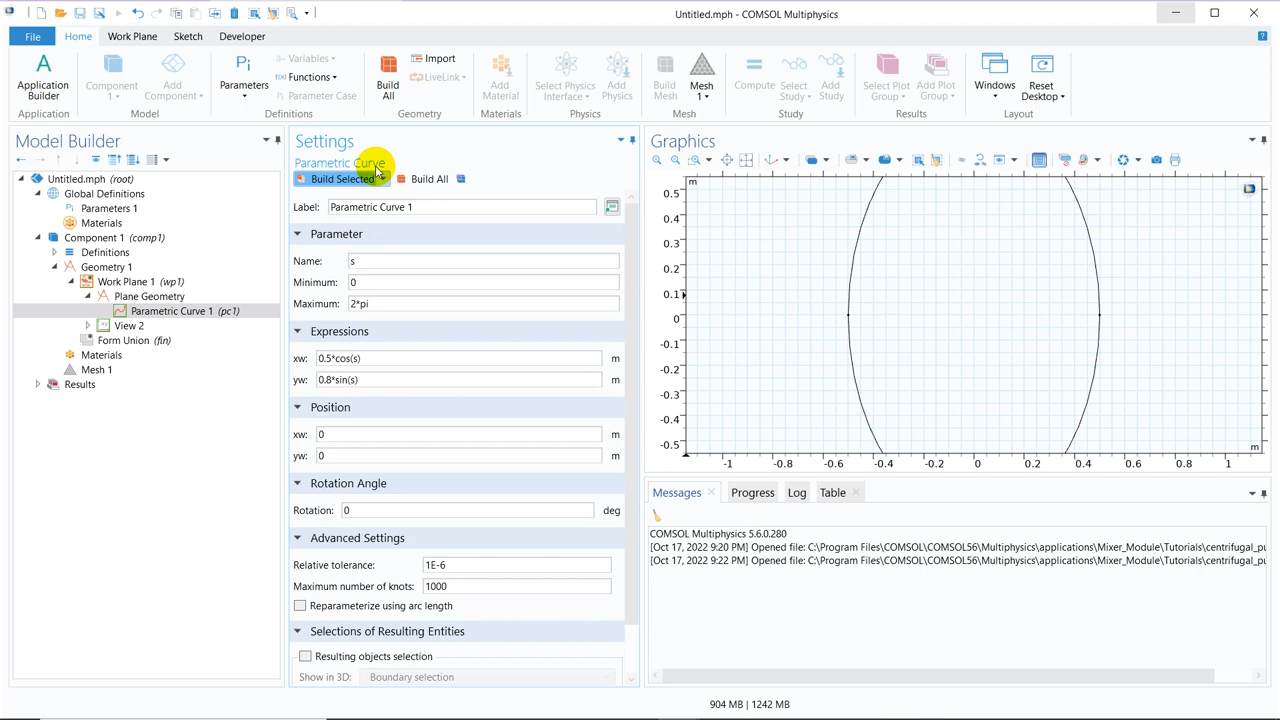 Untitled.mph - COMSOL Multiphysics
File Home Work Plane Sketch Developer
Application Builder
Component 1
Add Component
Parameters
Variables
Functions
Parameter Case
Build All
Import
LiveLink
Add Material
Select Physics Interface
Add Physics
Build Mesh
Mesh 1
Compute
Select Study
Add Study
Select Plot Group
Add Plot Group
Windows
Reset Desktop
Application Model Definitions Geometry Materials Physics Mesh Study Results Layout
Model Builder
Untitled.mph (root)
Global Definitions
Parameters 1
Materials
Component 1 (comp1)
Definitions
Geometry 1
Work Plane 1 (wp1)
Plane Geometry
Parametric Curve 1 (pc1)
View 2
Form Union (fin)
Materials
Mesh 1
Results
Settings
Parametric Curve
Build Selected Build All
Label: Parametric Curve 1
Parameter
Name: s
Minimum: 0
Maximum: 2*pi
Expressions
xw: 0.5*cos(s) m
yw: 0.8*sin(s) m
Position
xw: 0 m
yw: 0 m
Rotation Angle
Rotation: 0 deg
Advanced Settings
Relative tolerance: 1E-6
Maximum number of knots: 1000
Reparameterize using arc length
Selections of Resulting Entities
Resulting objects selection
Show in 3D: Boundary selection
Graphics
m
0.5
0.4
0.3
0.2
0.1
0
-0.1
-0.2
-0.3
-0.4
-0.5
m
-1 -0.8 -0.6 -0.4 -0.2 0 0.2 0.4 0.6 0.8 1
Messages Progress Log Table
COMSOL Multiphysics 5.6.0.280
[Oct 17, 2022 9:20 PM] Opened file: C:\Program Files\COMSOL\COMSOL56\Multiphysics\applications\Mixer_Module\Tutorials\centrifugal_pu
[Oct 17, 2022 9:22 PM] Opened file: C:\Program Files\COMSOL\COMSOL56\Multiphysics\applications\Mixer_Module\Tutorials\centrifugal_pu
904 MB | 1242 MB